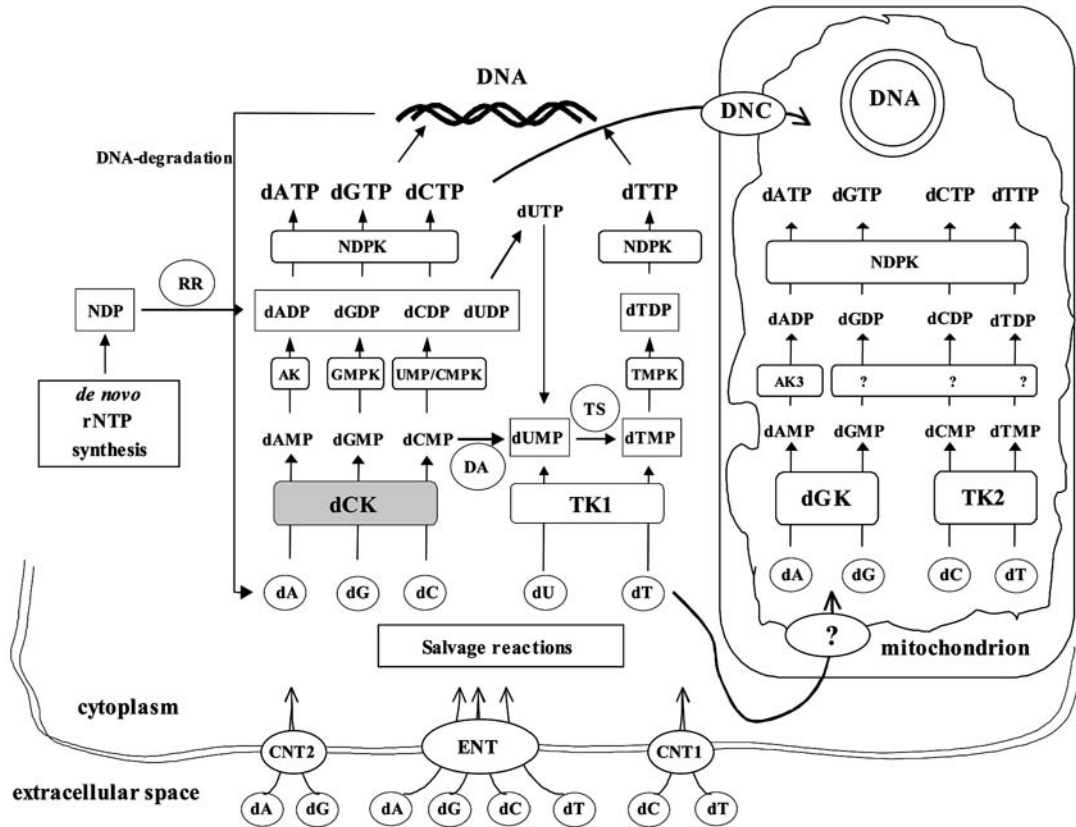 DNA
DNC
DNA
DNA-degradation
dATP dGTP dCTP
dUTP
dTTP
dATP dGTP dCTP dTTP
NDPK
NDPK
NDPK
RR
NDP
dADP dGDP dCDP dUDP
dTDP
dADP dGDP dCDP dTDP
AK
GMPK
UMP/CMPK
TMPK
AK3
? ? ?
de novo
rNTP
synthesis
TS
dAMP dGMP dCMP
dUMP
dTMP
DA
dAMP dGMP dCMP dTMP
dCK
TK1
dGK
TK2
dA dG dC dU dT
dA dG dC dT
Salvage reactions
?
mitochondrion
cytoplasm
CNT2
ENT
CNT1
extracellular space
dA dG dA dG dC dT dC dT